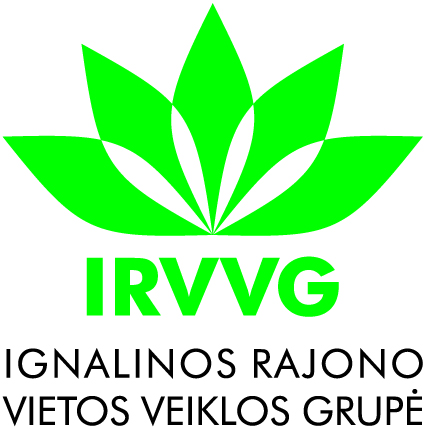 IRVVG
IGNALINOS RAJONO
VIETOS VEIKLOS GRUPĖ